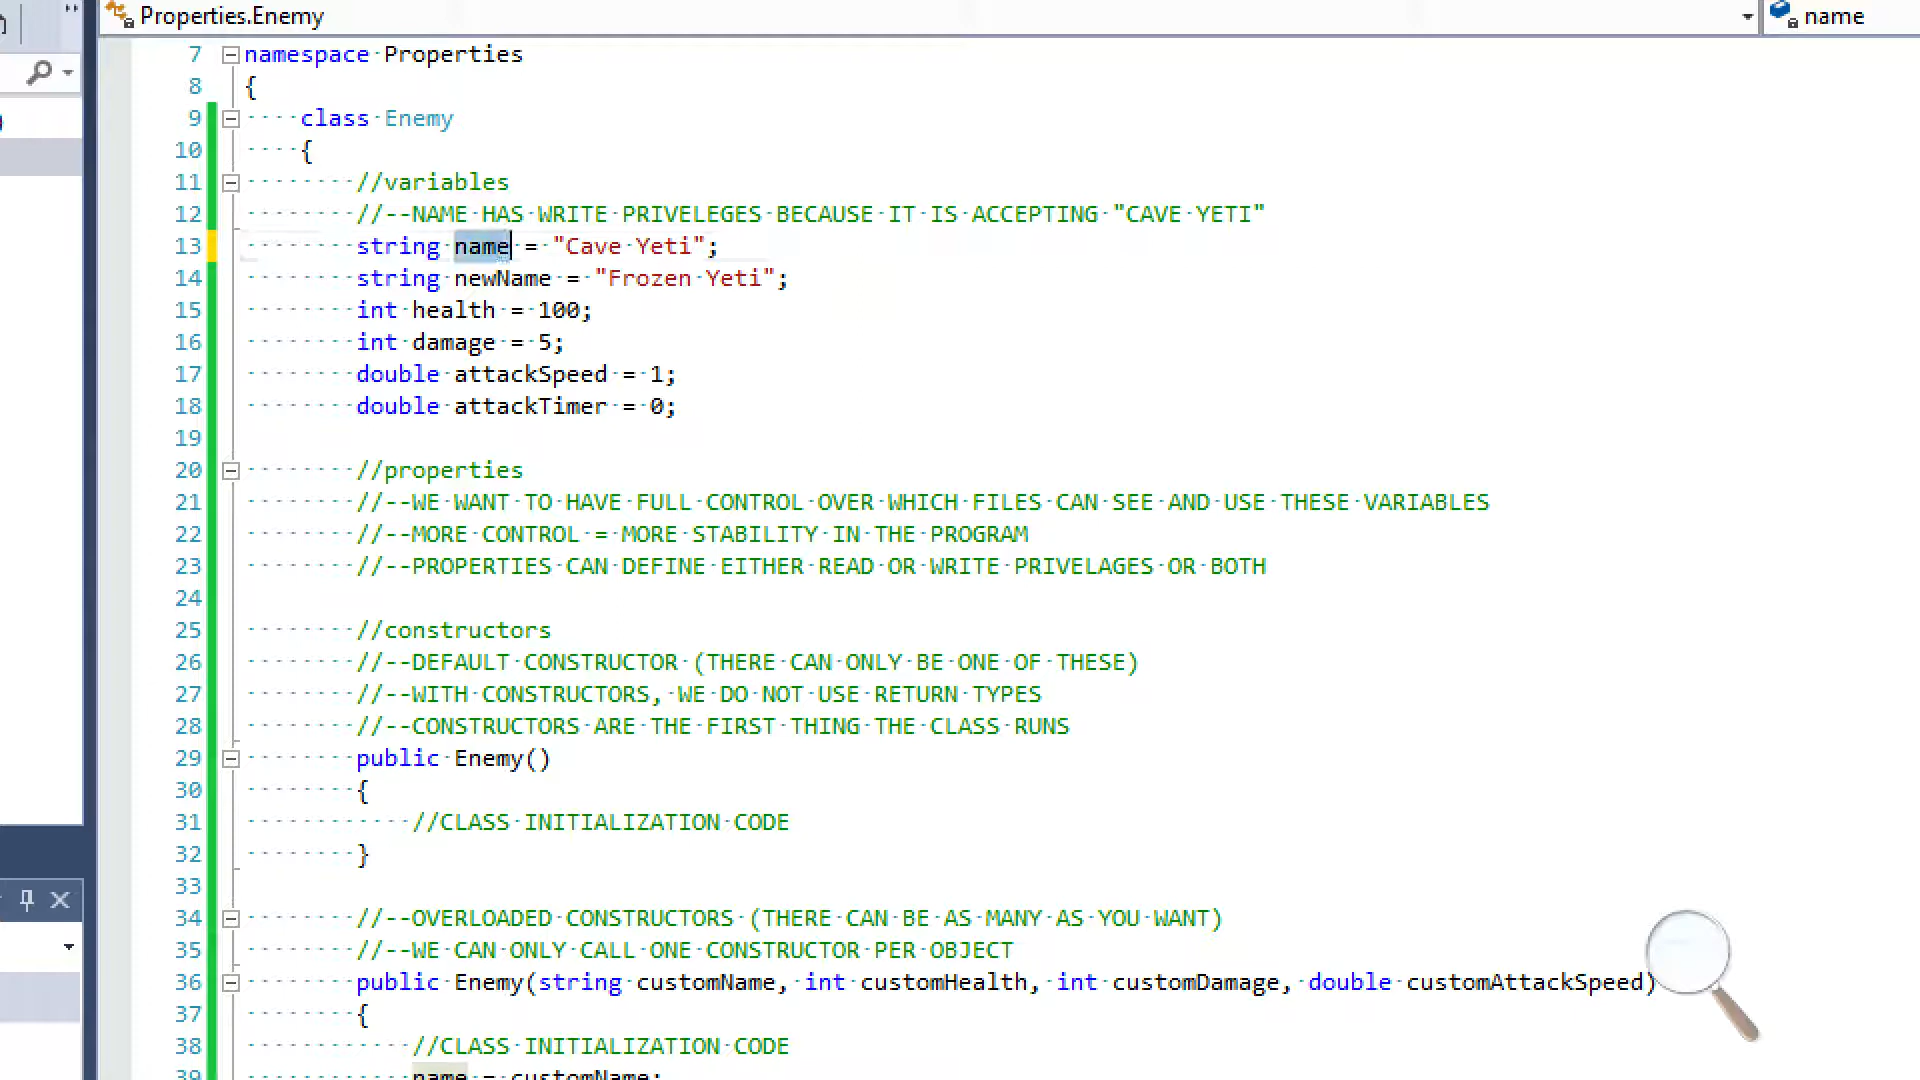 Properties.Enemy
name
7 namespace Properties
8 {
9 class Enemy
10 {
11 //variables
12 //--NAME HAS WRITE PRIVELEGES BECAUSE IT IS ACCEPTING "CAVE YETI"
13 string name = "Cave Yeti";
14 string newName = "Frozen Yeti";
15 int health = 100;
16 int damage = 5;
17 double attackSpeed = 1;
18 double attackTimer = 0;
19
20 //properties
21 //--WE WANT TO HAVE FULL CONTROL OVER WHICH FILES CAN SEE AND USE THESE VARIABLES
22 //--MORE CONTROL = MORE STABILITY IN THE PROGRAM
23 //--PROPERTIES CAN DEFINE EITHER READ OR WRITE PRIVELAGES OR BOTH
24
25 //constructors
26 //--DEFAULT CONSTRUCTOR (THERE CAN ONLY BE ONE OF THESE)
27 //--WITH CONSTRUCTORS, WE DO NOT USE RETURN TYPES
28 //--CONSTRUCTORS ARE THE FIRST THING THE CLASS RUNS
29 public Enemy()
30 {
31 //CLASS INITIALIZATION CODE
32 }
33
34 //--OVERLOADED CONSTRUCTORS (THERE CAN BE AS MANY AS YOU WANT)
35 //--WE CAN ONLY CALL ONE CONSTRUCTOR PER OBJECT
36 public Enemy(string customName, int customHealth, int customDamage, double customAttackSpeed)
37 {
38 //CLASS INITIALIZATION CODE
39 name = customName;